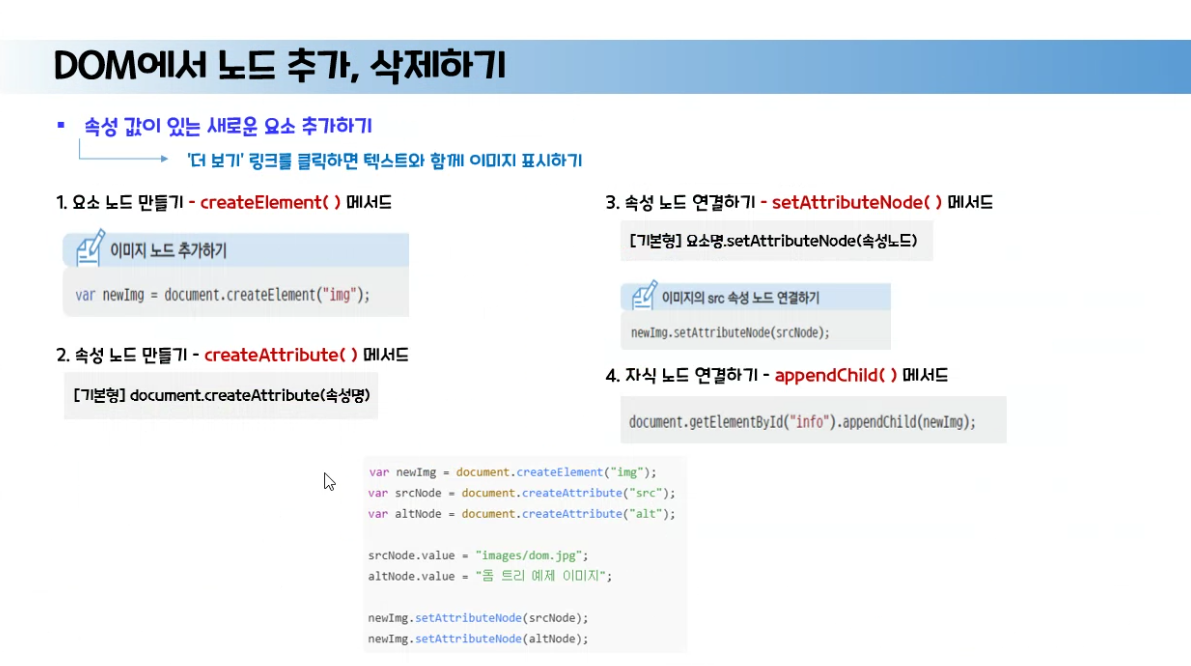 DOM에서 노드 추가, 삭제하기
▪ 속성 값이 있는 새로운 요소 추가하기
'더 보기' 링크를 클릭하면 텍스트와 함께 이미지 표시하기
1. 요소 노드 만들기 - createElement( ) 메서드
이미지 노드 추가하기
var newImg = document.createElement("img");
2. 속성 노드 만들기 - createAttribute( ) 메서드
[기본형] document.createAttribute(속성명)
3. 속성 노드 연결하기 - setAttributeNode( ) 메서드
[기본형] 요소명.setAttributeNode(속성노드)
이미지의 src 속성 노드 연결하기
newImg.setAttributeNode(srcNode);
4. 자식 노드 연결하기 - appendChild( ) 메서드
document.getElementById("info").appendChild(newImg);
var newImg = document.createElement("img");
var srcNode = document.createAttribute("src");
var altNode = document.createAttribute("alt");
srcNode.value = "images/dom.jpg";
altNode.value = "돔 트리 예제 이미지";
newImg.setAttributeNode(srcNode);
newImg.setAttributeNode(altNode);